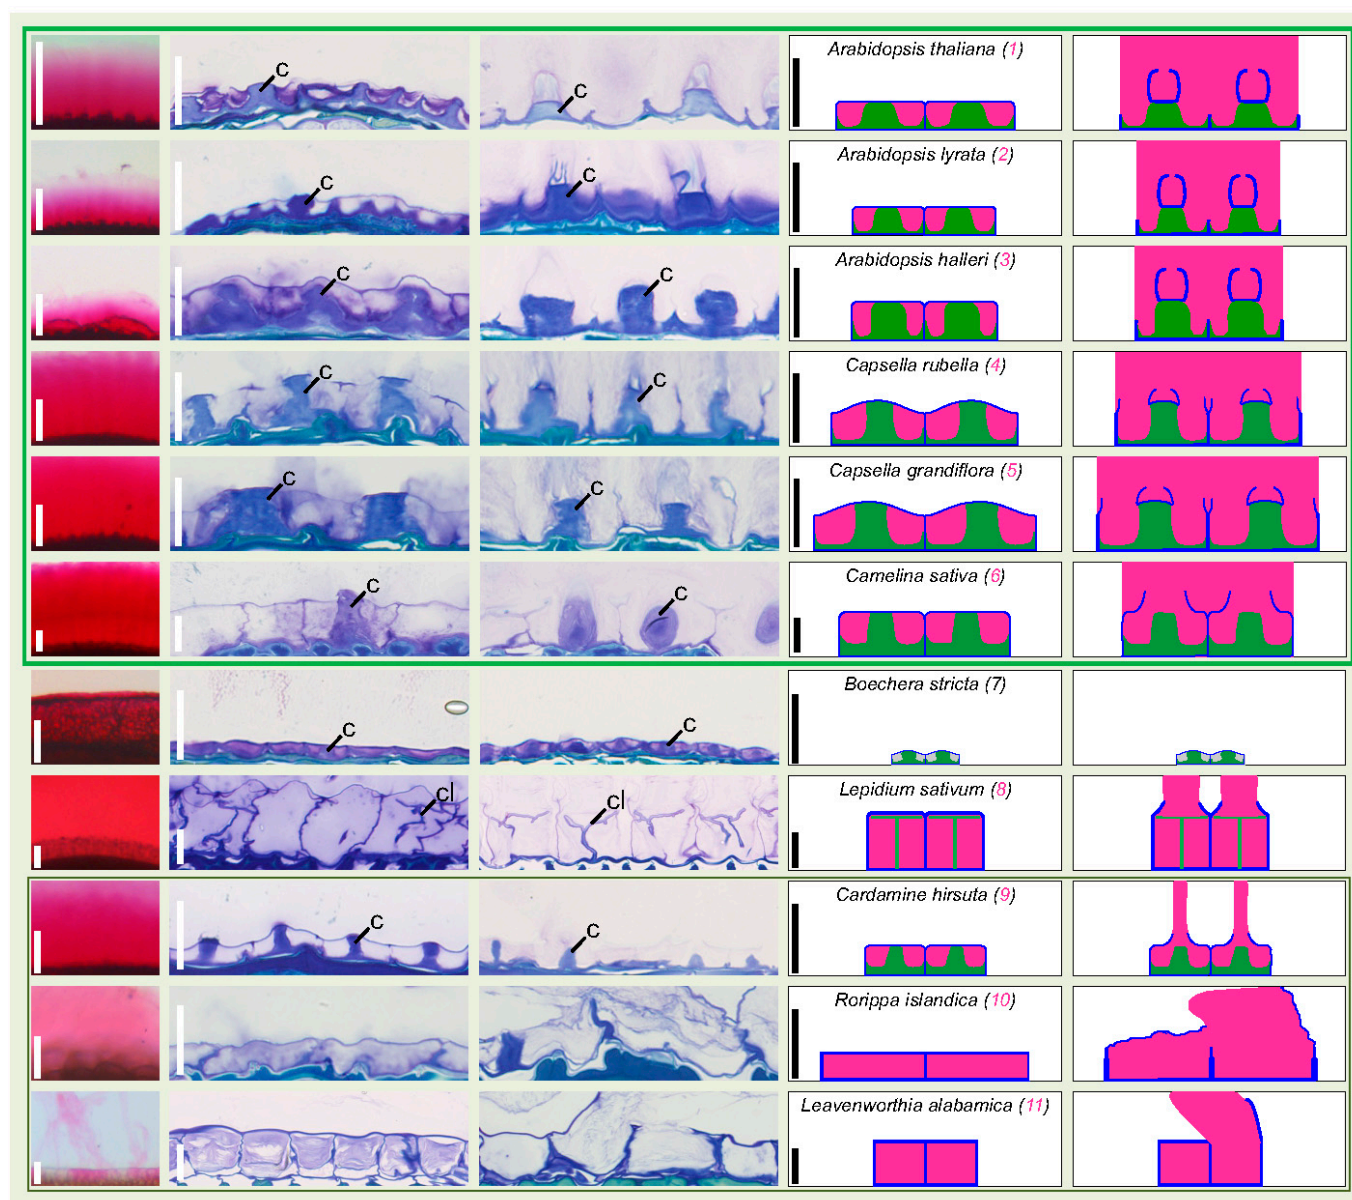 C
C
Arabidopsis thaliana (1)
C
C
Arabidopsis lyrata (2)
C
C
Arabidopsis halleri (3)
C
C
Capsella rubella (4)
C
C
Capsella grandiflora (5)
C
C
Camelina sativa (6)
C
C
Boechera stricta (7)
cl
cl
Lepidium sativum (8)
C
C
Cardamine hirsuta (9)
Rorippa islandica (10)
Leavenworthia alabamica (11)